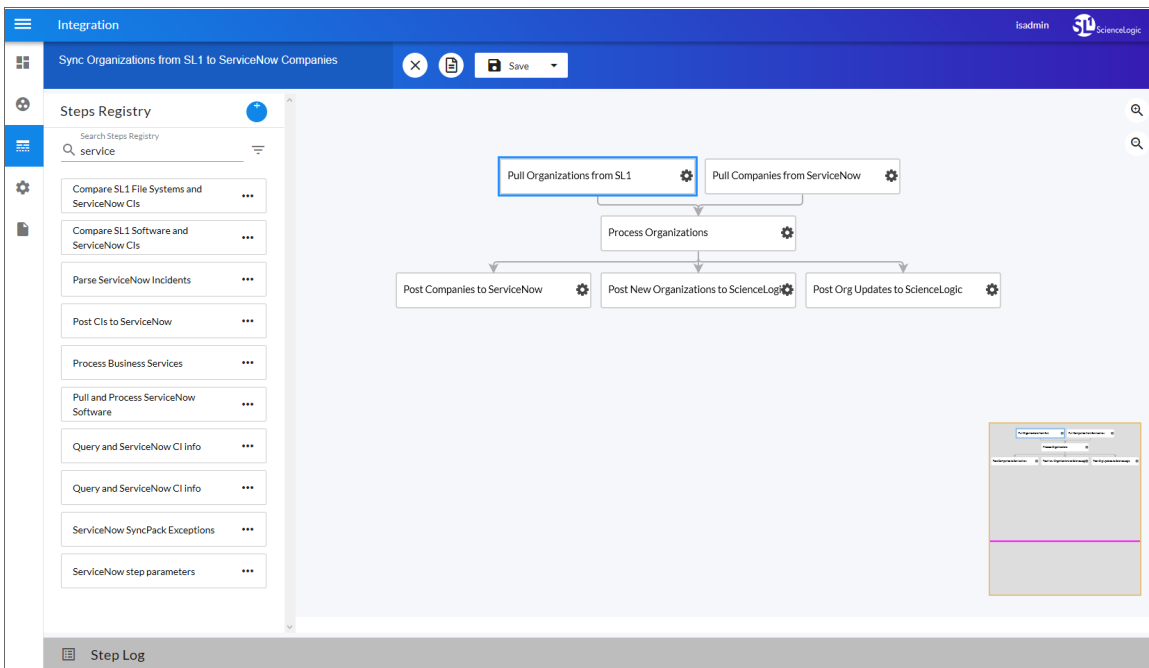 Integration
isadmin
SL1 ScienceLogic
Sync Organizations from SL1 to ServiceNow Companies
Save
Steps Registry
Search Steps Registry
service
Compare SL1 File Systems and
ServiceNow CIs
Compare SL1 Software and
ServiceNow CIs
Parse ServiceNow Incidents
Post CIs to ServiceNow
Process Business Services
Pull and Process ServiceNow
Software
Query and ServiceNow CI info
Query and ServiceNow CI info
ServiceNow SyncPack Exceptions
ServiceNow step parameters
Pull Organizations from SL1
Pull Companies from ServiceNow
Process Organizations
Post Companies to ServiceNow
Post New Organizations to ScienceLogi
Post Org Updates to ScienceLogic
Step Log